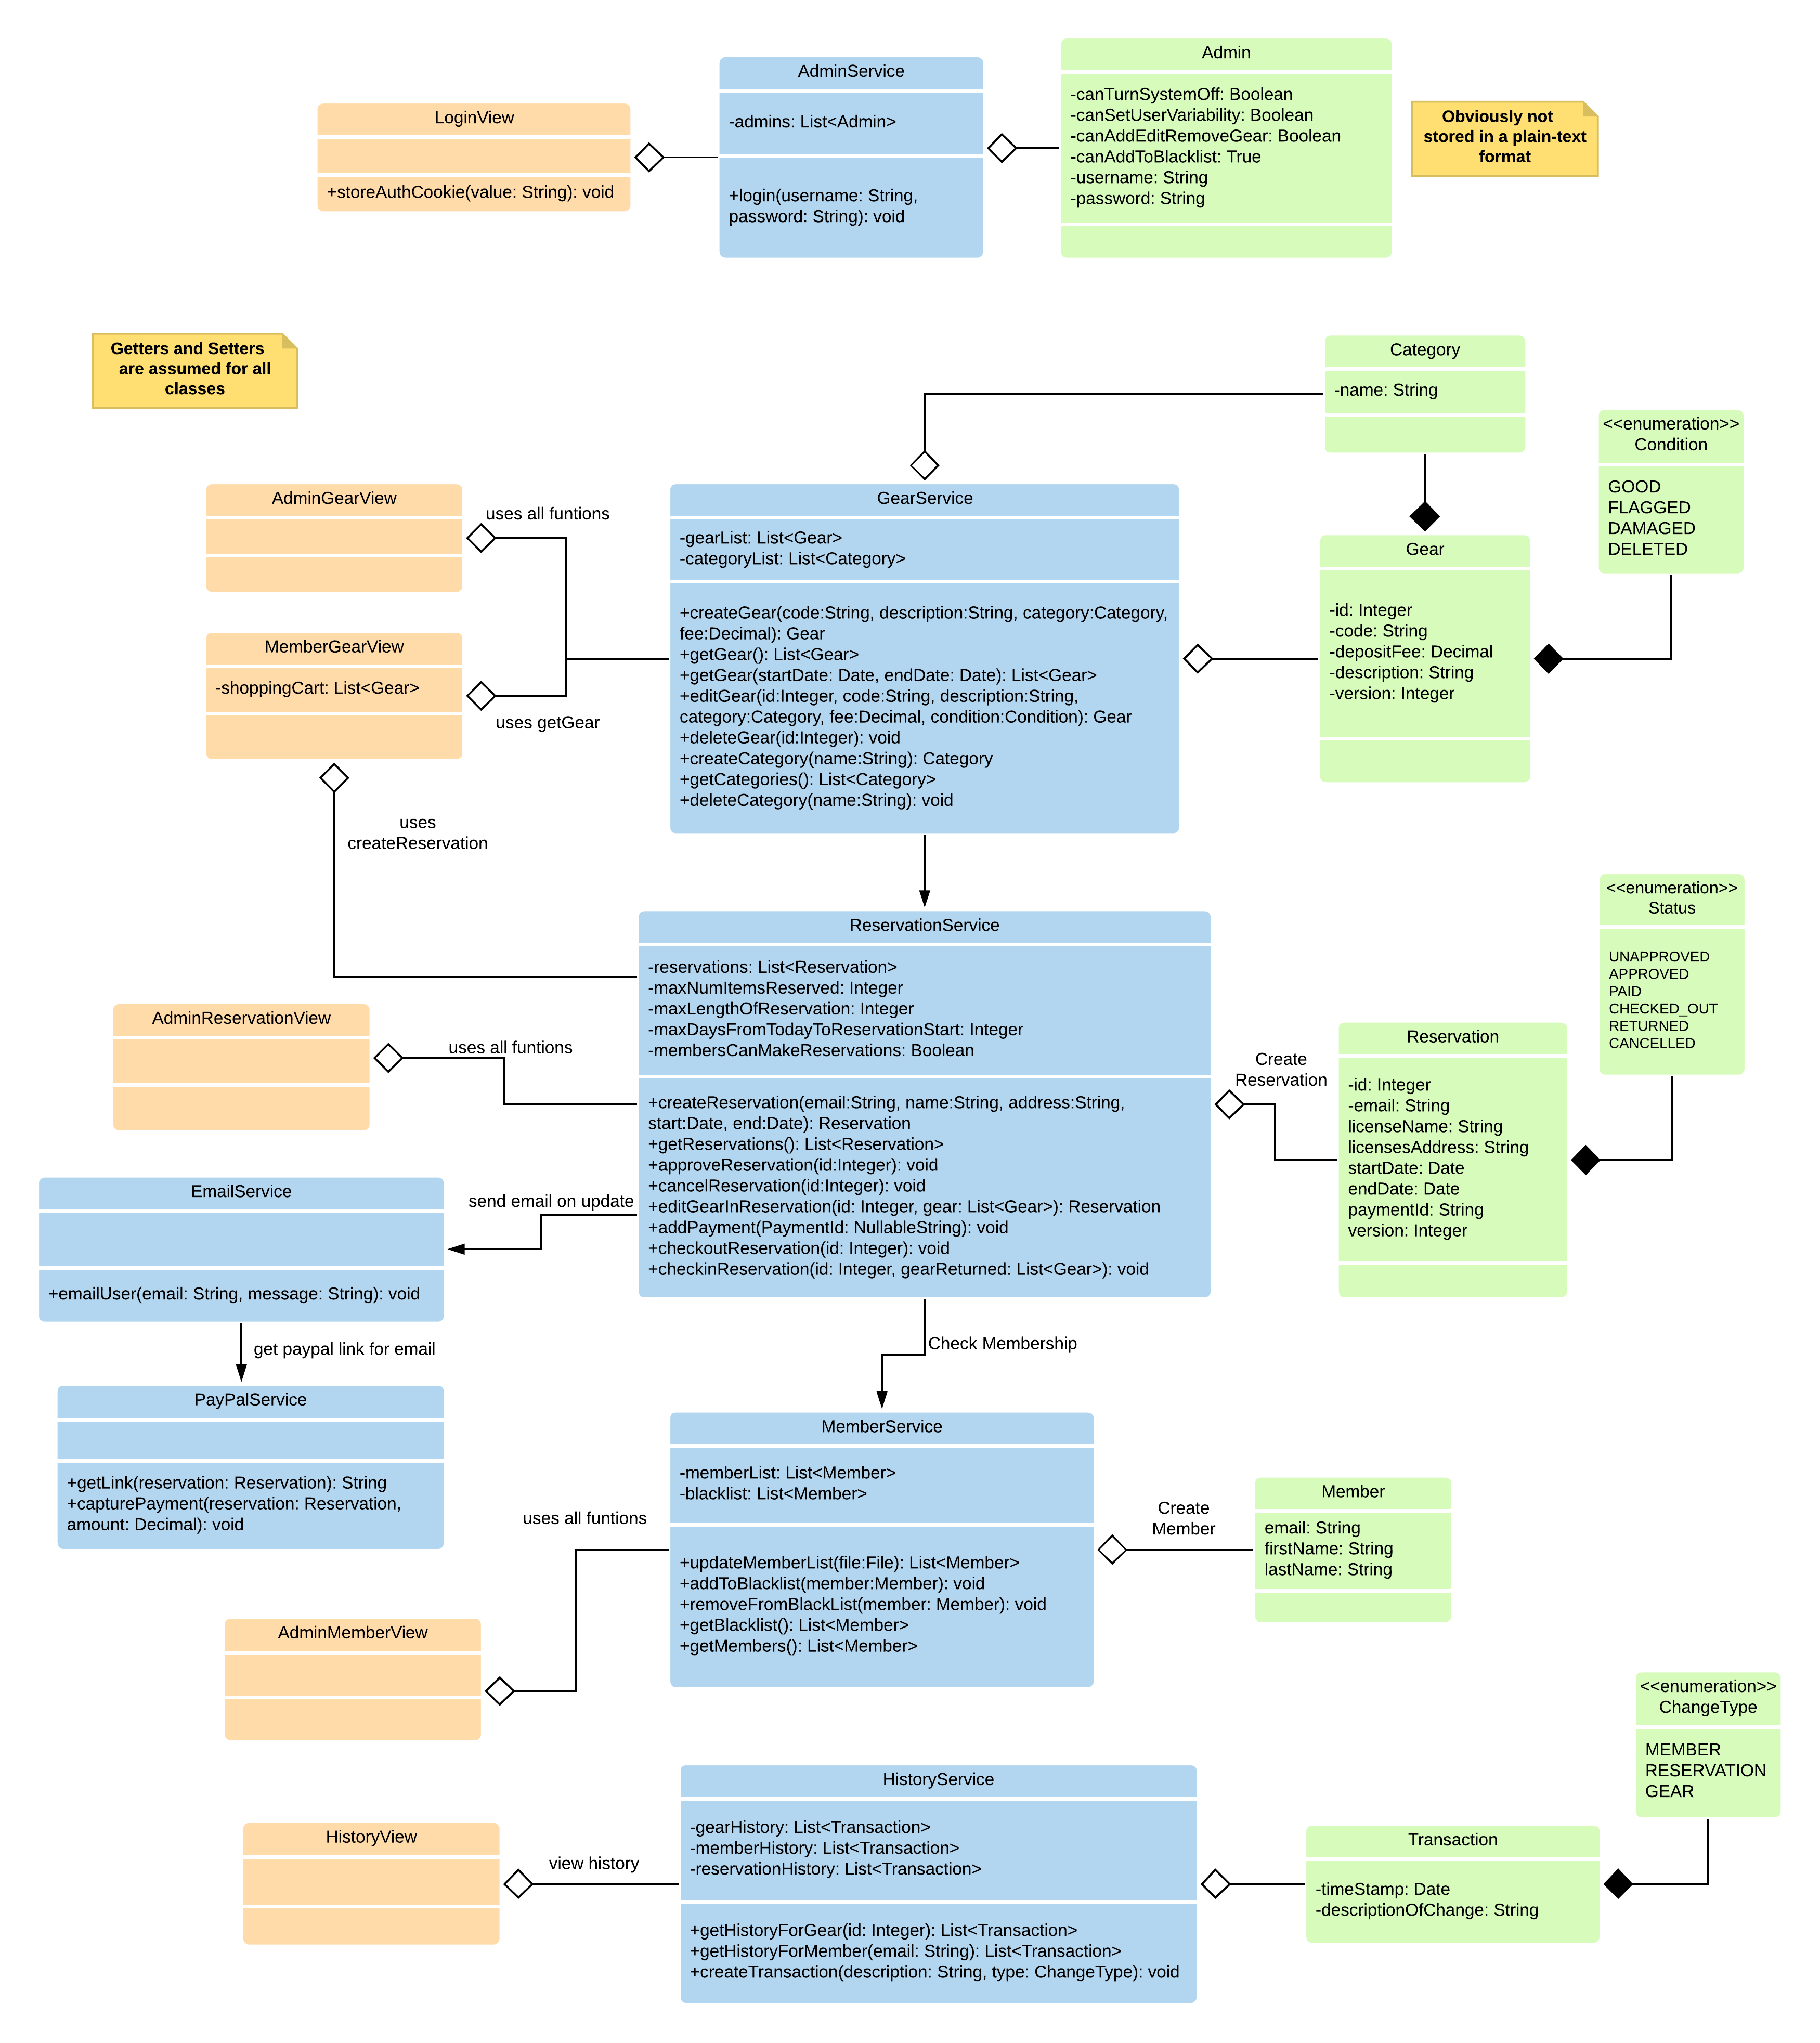 LoginView
+storeAuthCookie(value: String): void
AdminService
-admins: List<Admin>
+login(username: String,
password: String): void
Admin
-canTurnSystemOff: Boolean
-canSetUserVariability: Boolean
-canAddEditRemoveGear: Boolean
-canAddToBlacklist: True
-username: String
-password: String
Obviously not
stored in a plain-text
format
Getters and Setters
are assumed for all
classes
Category
-name: String
<<enumeration>>
Condition
GOOD
FLAGGED
DAMAGED
DELETED
AdminGearView
uses all funtions
MemberGearView
-shoppingCart: List<Gear>
uses getGear
uses
createReservation
GearService
-gearList: List<Gear>
-categoryList: List<Category>
+createGear(code:String, description:String, category:Category,
fee:Decimal): Gear
+getGear(): List<Gear>
+getGear(startDate: Date, endDate: Date): List<Gear>
+editGear(id:Integer, code:String, description:String,
category:Category, fee:Decimal, condition:Condition): Gear
+deleteGear(id:Integer): void
+createCategory(name:String): Category
+getCategories(): List<Category>
+deleteCategory(name:String): void
Gear
-id: Integer
-code: String
-depositFee: Decimal
-description: String
-version: Integer
ReservationService
-reservations: List<Reservation>
-maxNumItemsReserved: Integer
-maxLengthOfReservation: Integer
-maxDaysFromTodayToReservationStart: Integer
-membersCanMakeReservations: Boolean
+createReservation(email:String, name:String, address:String,
start:Date, end:Date): Reservation
+getReservations(): List<Reservation>
+approveReservation(id:Integer): void
+cancelReservation(id:Integer): void
+editGearInReservation(id: Integer, gear: List<Gear>): Reservation
+addPayment(PaymentId: NullableString): void
+checkoutReservation(id: Integer): void
+checkinReservation(id: Integer, gearReturned: List<Gear>): void
<<enumeration>>
Status
UNAPPROVED
APPROVED
PAID
CHECKED_OUT
RETURNED
CANCELLED
AdminReservationView
uses all funtions
Create
Reservation
Reservation
-id: Integer
-email: String
licenseName: String
licensesAddress: String
startDate: Date
endDate: Date
paymentId: String
version: Integer
EmailService
+emailUser(email: String, message: String): void
send email on update
get paypal link for email
PayPalService
+getLink(reservation: Reservation): String
+capturePayment(reservation: Reservation,
amount: Decimal): void
Check Membership
MemberService
-memberList: List<Member>
-blacklist: List<Member>
+updateMemberList(file:File): List<Member>
+addToBlacklist(member:Member): void
+removeFromBlackList(member: Member): void
+getBlacklist(): List<Member>
+getMembers(): List<Member>
Create
Member
Member
email: String
firstName: String
lastName: String
uses all funtions
AdminMemberView
<<enumeration>>
ChangeType
MEMBER
RESERVATION
GEAR
HistoryView
view history
HistoryService
-gearHistory: List<Transaction>
-memberHistory: List<Transaction>
-reservationHistory: List<Transaction>
+getHistoryForGear(id: Integer): List<Transaction>
+getHistoryForMember(email: String): List<Transaction>
+createTransaction(description: String, type: ChangeType): void
Transaction
-timeStamp: Date
-descriptionOfChange: String